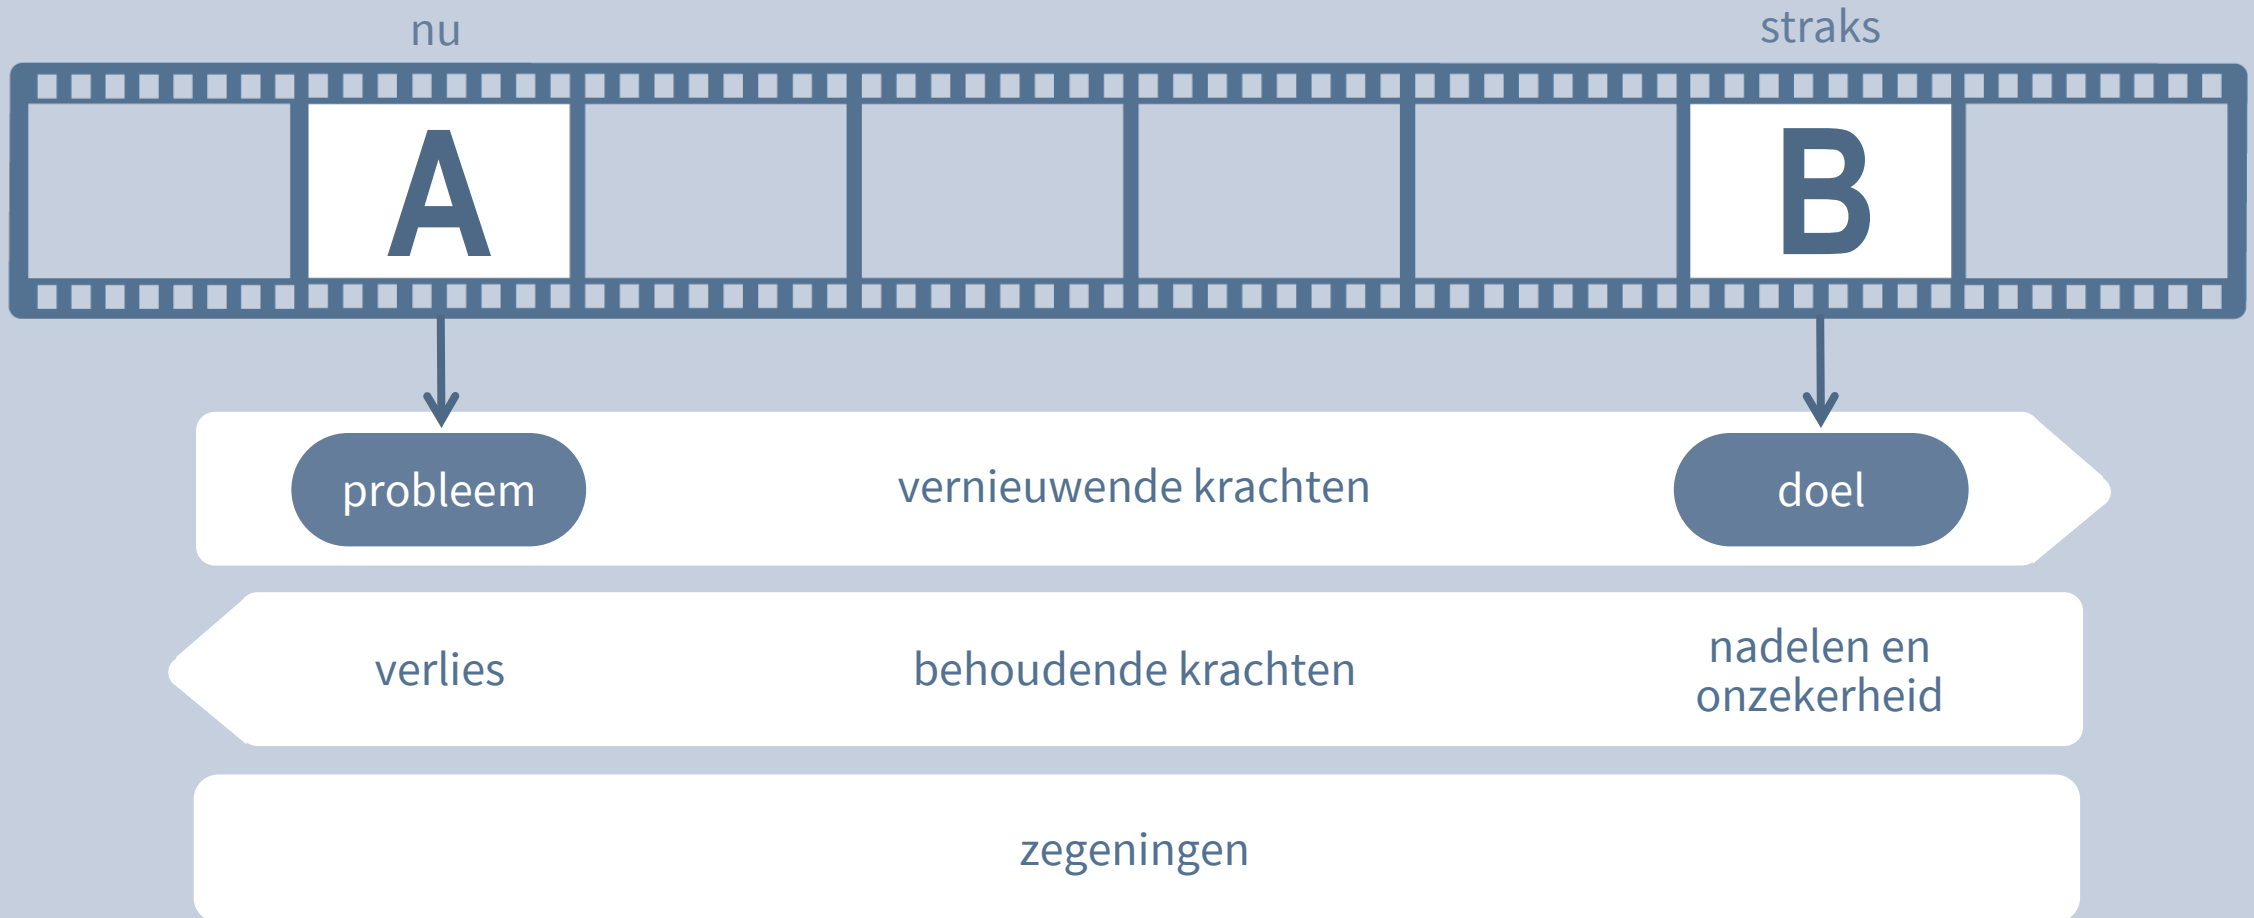 nu
straks
A
B
probleem
vernieuwende krachten
doel
verlies
behoudende krachten
nadelen en
onzekerheid
zegeningen